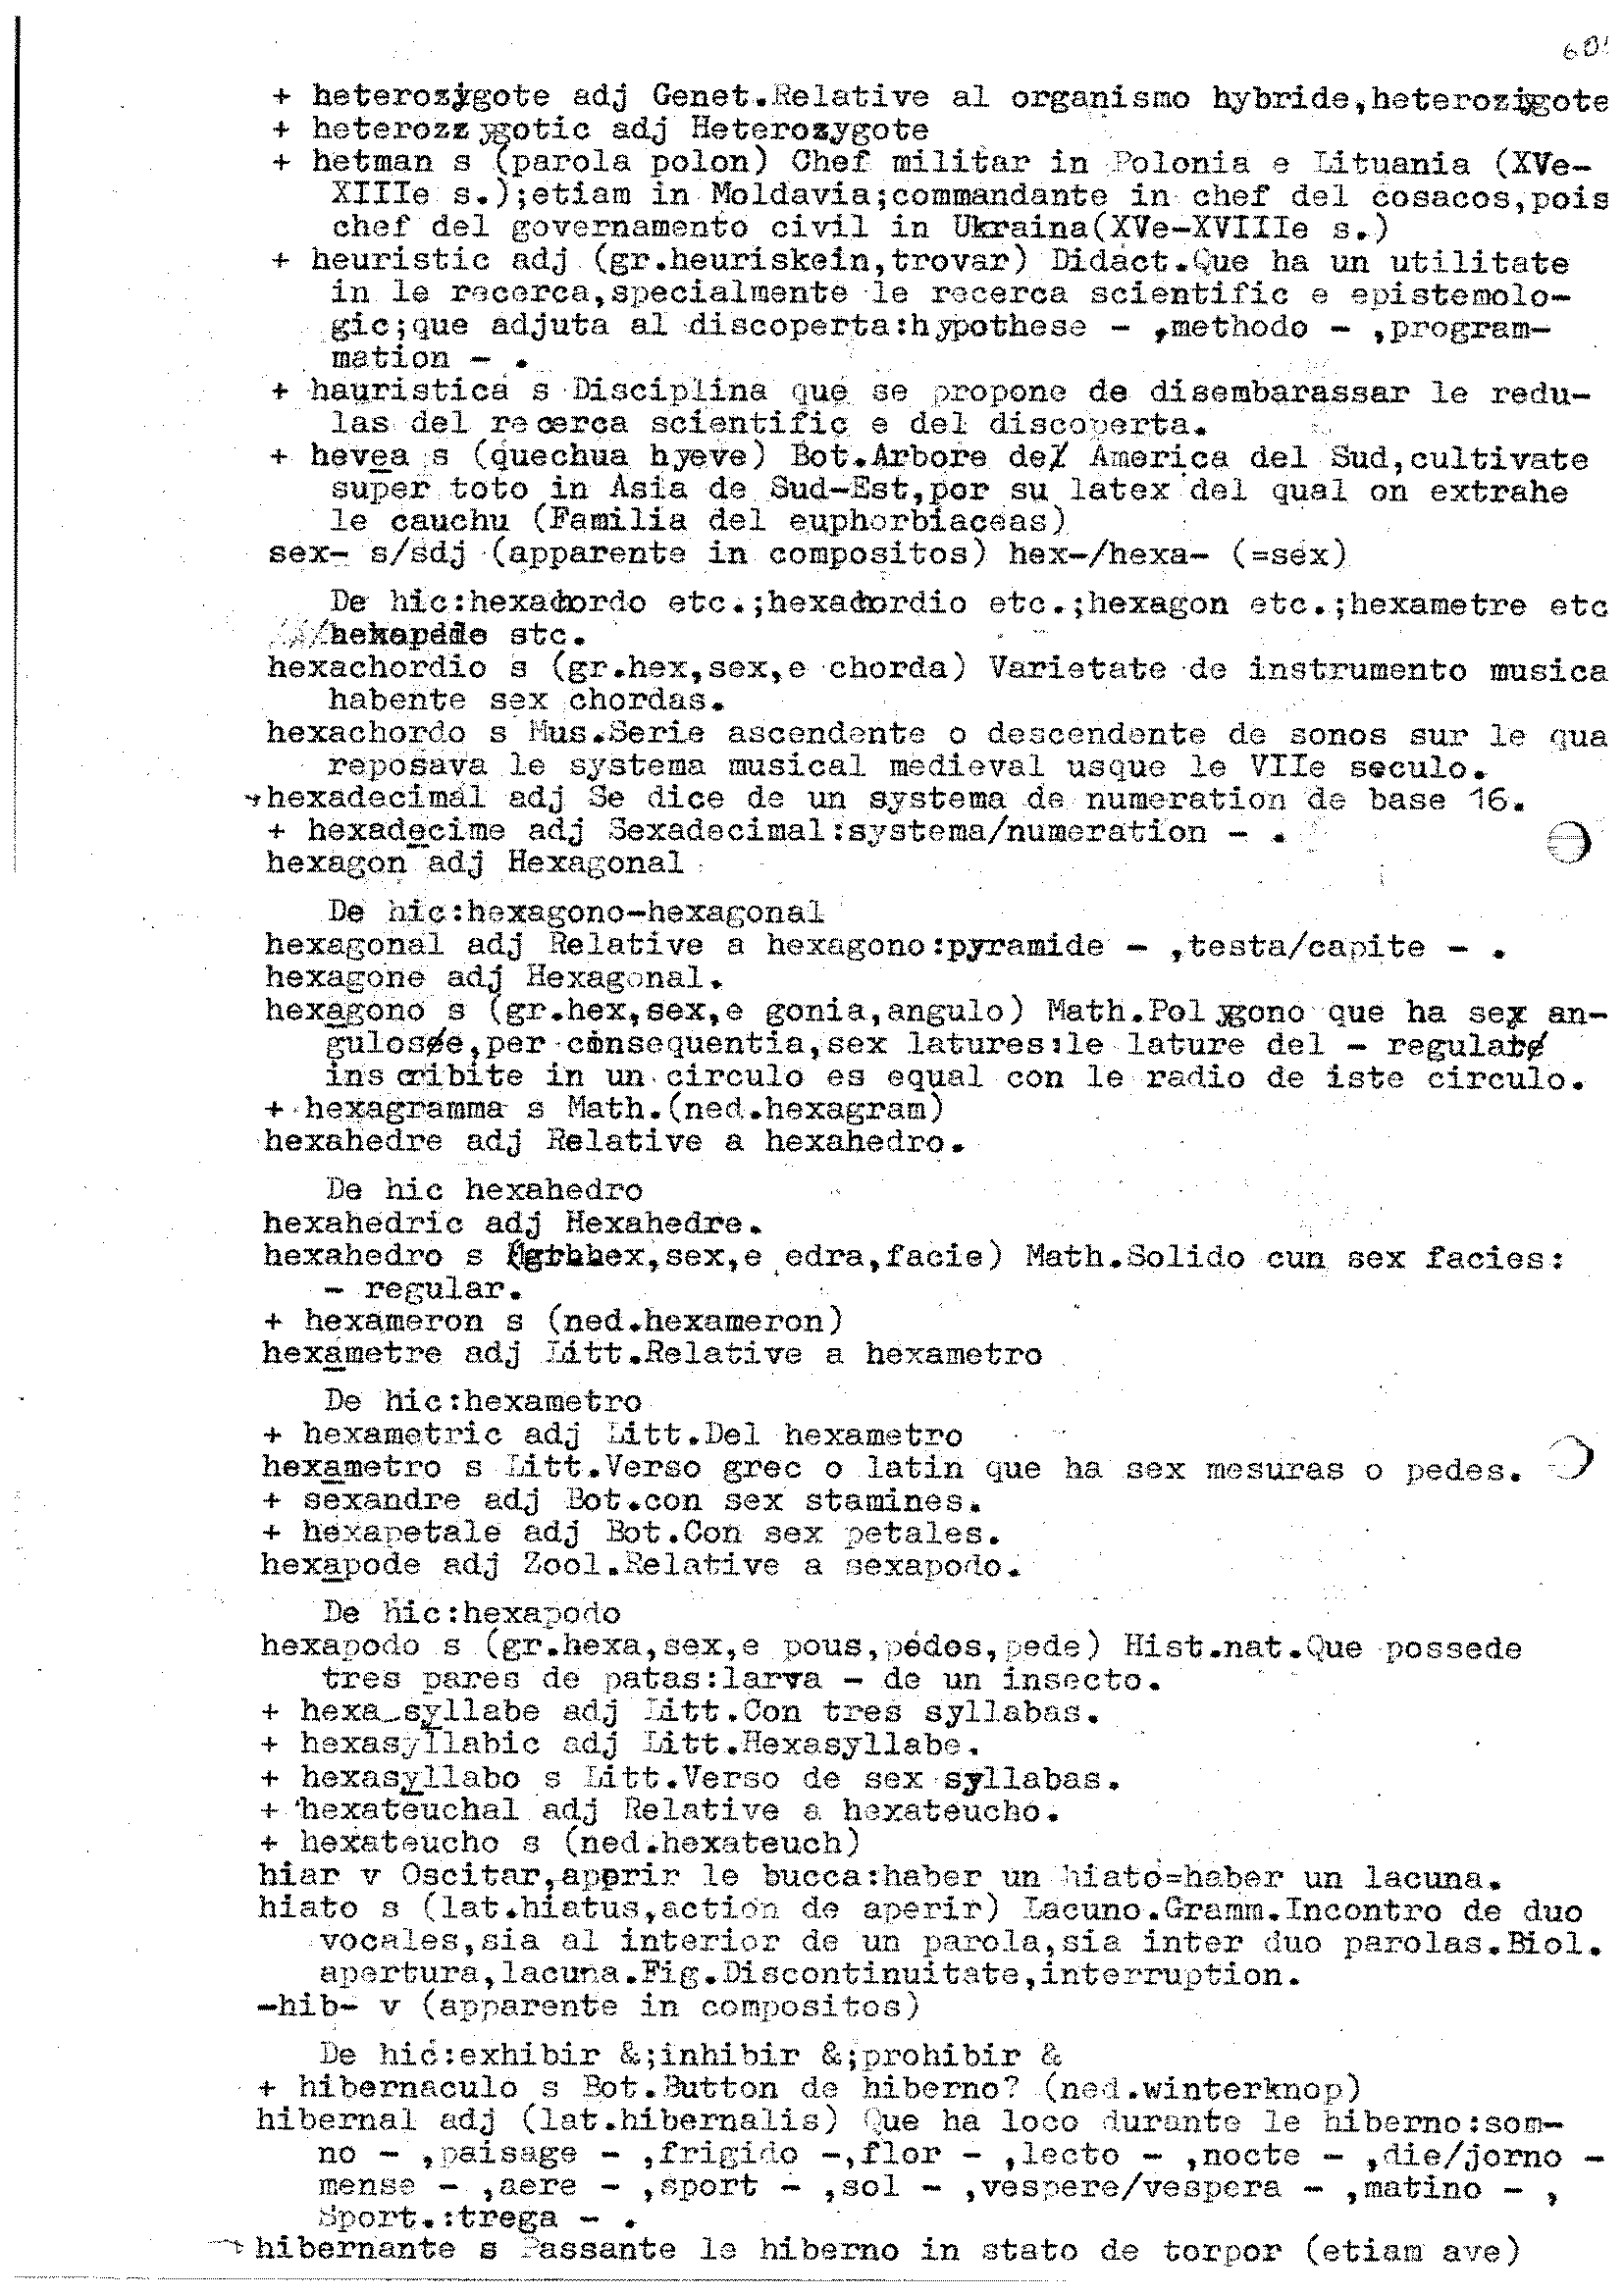 + heterozygote adj Genet.Relative al organismo hybride,heterozigote
+ heterozzygotic adj Heterozygote
+ hetman s (parola polon) Chef militar in Polonia e Lituania (XVe-
XIIIe s.);etiam in Moldavia;commandante in chef del cosacos,pois
chef del governamento civil in Ukraina(XVe-XVIIIe s.)
+ heuristic adj (gr.heuriskein,trovar) Didact.Que ha un utilitate
in le recerca,specialmente le recerca scientific e epistemolo-
gic;que adjuta al discoperta:hypothese - ,methodo - ,program-
mation - .
+ hauristica s Disciplina que se propone de disembarassar le redu-
las del recerca scientific e del discoperta.
+ hevea s (quechua hyeve) Bot.Arbore de America del Sud,cultivate
super toto in Asia de Sud-Est,por su latex del qual on extrahe
le cauchu (Familia del euphorbiaceas)
sex- s/sdj (apparente in compositos) hex-/hexa- (=sex)
De hic:hexachordo etc.;hexachordio etc.;hexagon etc.;hexametre etc
/hexapode etc.
hexachordio s (gr.hex,sex,e chorda) Varietate de instrumento musica
habente sex chordas.
hexachordo s Mus.Serie ascendente o descendente de sonos sur le qua
reposava le systema musical medieval usque le VIIe seculo.
hexadecimal adj Se dice de un systema de numeration de base 16.
+ hexadecime adj Sexadecimal:systema/numeration - .
hexagon adj Hexagonal
De hic:hexagono-hexagonal
hexagonal adj Relative a hexagono:pyramide - ,testa/capite - .
hexagone adj Hexagonal.
hexagono s (gr.hex,sex,e gonia,angulo) Math.Polygono que ha sex an-
gulos e,per consequentia,sex latures:le lature del - regulare
inscribite in un circulo es equal con le radio de iste circulo.
+ hexagramma s Math.(ned.hexagram)
hexahedre adj Relative a hexahedro.
De hic hexahedro
hexahedric adj Hexahedre.
hexahedro s (gr.hex,sex,e edra,facie) Math.Solido cun sex facies:
- regular.
+ hexameron s (ned.hexameron)
hexametre adj Litt.Relative a hexametro
De hic:hexametro
+ hexametric adj Litt.Del hexametro
hexametro s Litt.Verso grec o latin que ha sex mesuras o pedes.
+ sexandre adj Bot.con sex stamines.
+ hexapetale adj Bot.Con sex petales.
hexapode adj Zool.Relative a sexapodo.
De hic:hexapodo
hexapodo s (gr.hexa,sex,e pous,pedos,pede) Hist.nat.Que possede
tres pares de patas:larva - de un insecto.
+ hexa-syllabe adj Litt.Con tres syllabas.
+ hexasyllabic adj Litt.Hexasyllabe.
+ hexasyllabo s Litt.Verso de sex syllabas.
+ hexateuchal adj Relative a hexateucho.
+ hexateucho s (ned.hexateuch)
hiar v Oscitar,apprir le bucca:haber un hiato=haber un lacuna.
hiato s (lat.hiatus,action de aperir) Lacuno.Gramm.Incontro de duo
vocales,sia al interior de un parola,sia inter duo parolas.Biol.
apertura,lacuna.Fig.Discontinuitate,interruption.
-hib- v (apparente in compositos)
De hic:exhibir &;inhibir &;prohibir &
+ hibernaculo s Bot.Button de hiberno? (ned.winterknop)
hibernal adj (lat.hibernalis) Que ha loco durante le hiberno:som-
no - ,paisage - ,frigido -,flor - ,lecto - ,nocte - ,die/jorno -
mense - ,aere - ,sport - ,sol - ,vespere/vespera - ,matino - ,
Sport.:trega - .
hibernante s Passante le hiberno in stato de torpor (etiam ave)